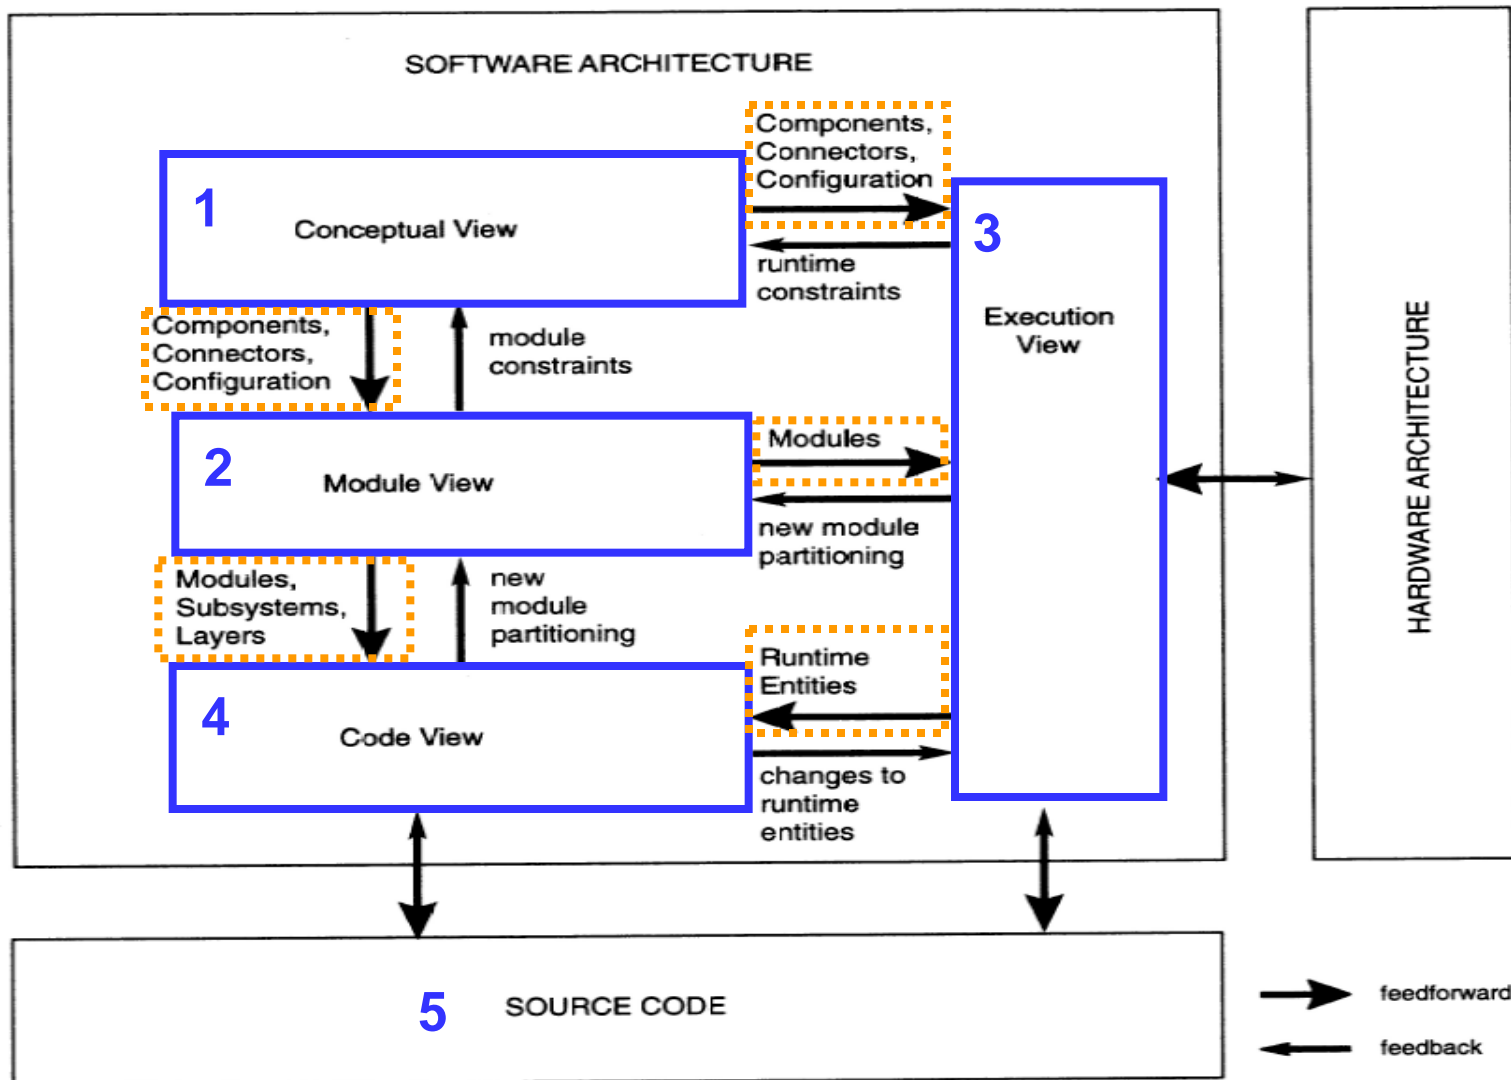 SOFTWARE ARCHITECTURE
Components,
Connectors,
Configuration
1
Conceptual View
3
runtime
constraints
Execution
View
Components,
Connectors,
Configuration
module
constraints
HARDWARE ARCHITECTURE
2
Module View
Modules
new module
partitioning
Modules,
Subsystems,
Layers
new
module
partitioning
Runtime
Entities
4
Code View
changes to
runtime
entities
5
SOURCE CODE
feedforward
feedback